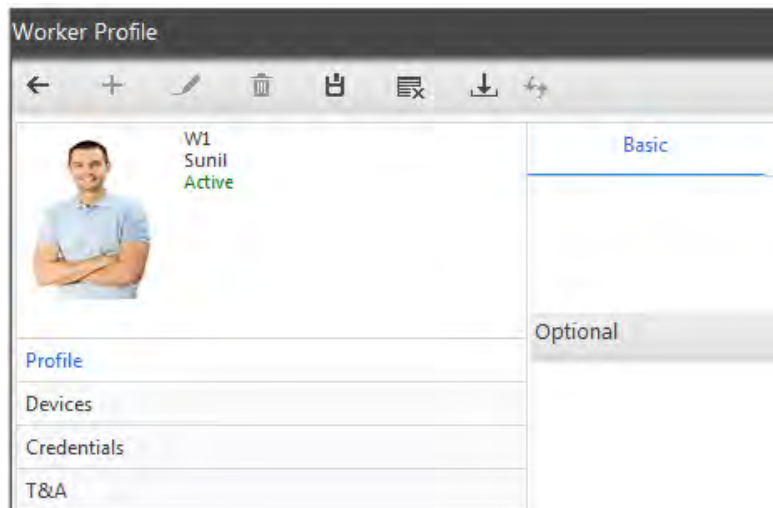 Worker Profile
W1
Sunil
Active
Basic
Optional
Profile
Devices
Credentials
T&A